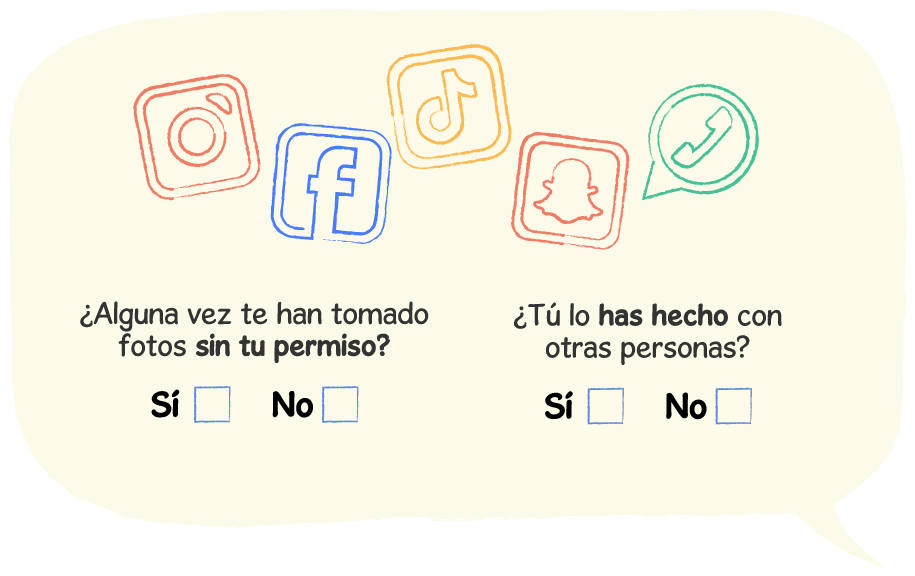 ¿Alguna vez te han tomado
fotos sin tu permiso?
Sí No
¿Tú lo has hecho con
otras personas?
Sí No